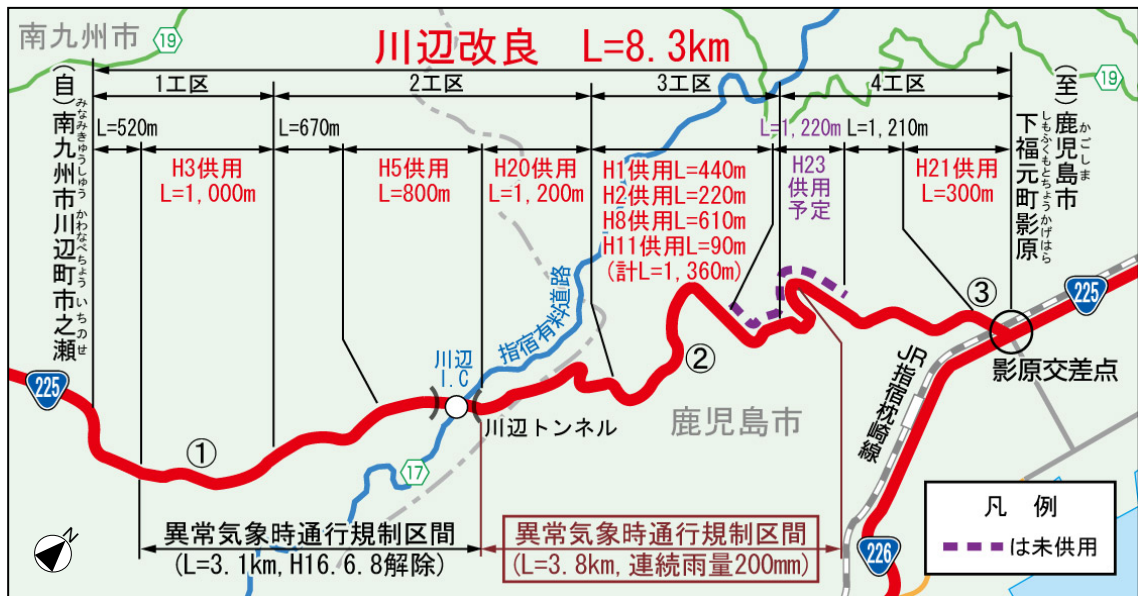 南九州市
19
川辺改良 L=8.3km
19
1工区
2工区
3工区
4工区
(自)南九州市川辺町市之瀬
みなみきゅうしゅう かわなべちょう いちのせ
(至)鹿児島市
かごしま
下福元町影原
しもふくもとちょうかげはら
L=520m
L=670m
L=1,220m
L=1,210m
H3供用
L=1,000m
H5供用
L=800m
H20供用
L=1,200m
H1供用L=440m
H2供用L=220m
H8供用L=610m
H11供用L=90m
(計L=1,360m)
H23
供用
予定
H21供用
L=300m
指宿有料道路
川辺
I.C
225
①
②
③
225
川辺トンネル
鹿児島市
影原交差点
JR指宿枕崎線
17
異常気象時通行規制区間
(L=3.1km,H16.6.8解除)
異常気象時通行規制区間
(L=3.8km,連続雨量200mm)
凡 例
は未供用
226
N